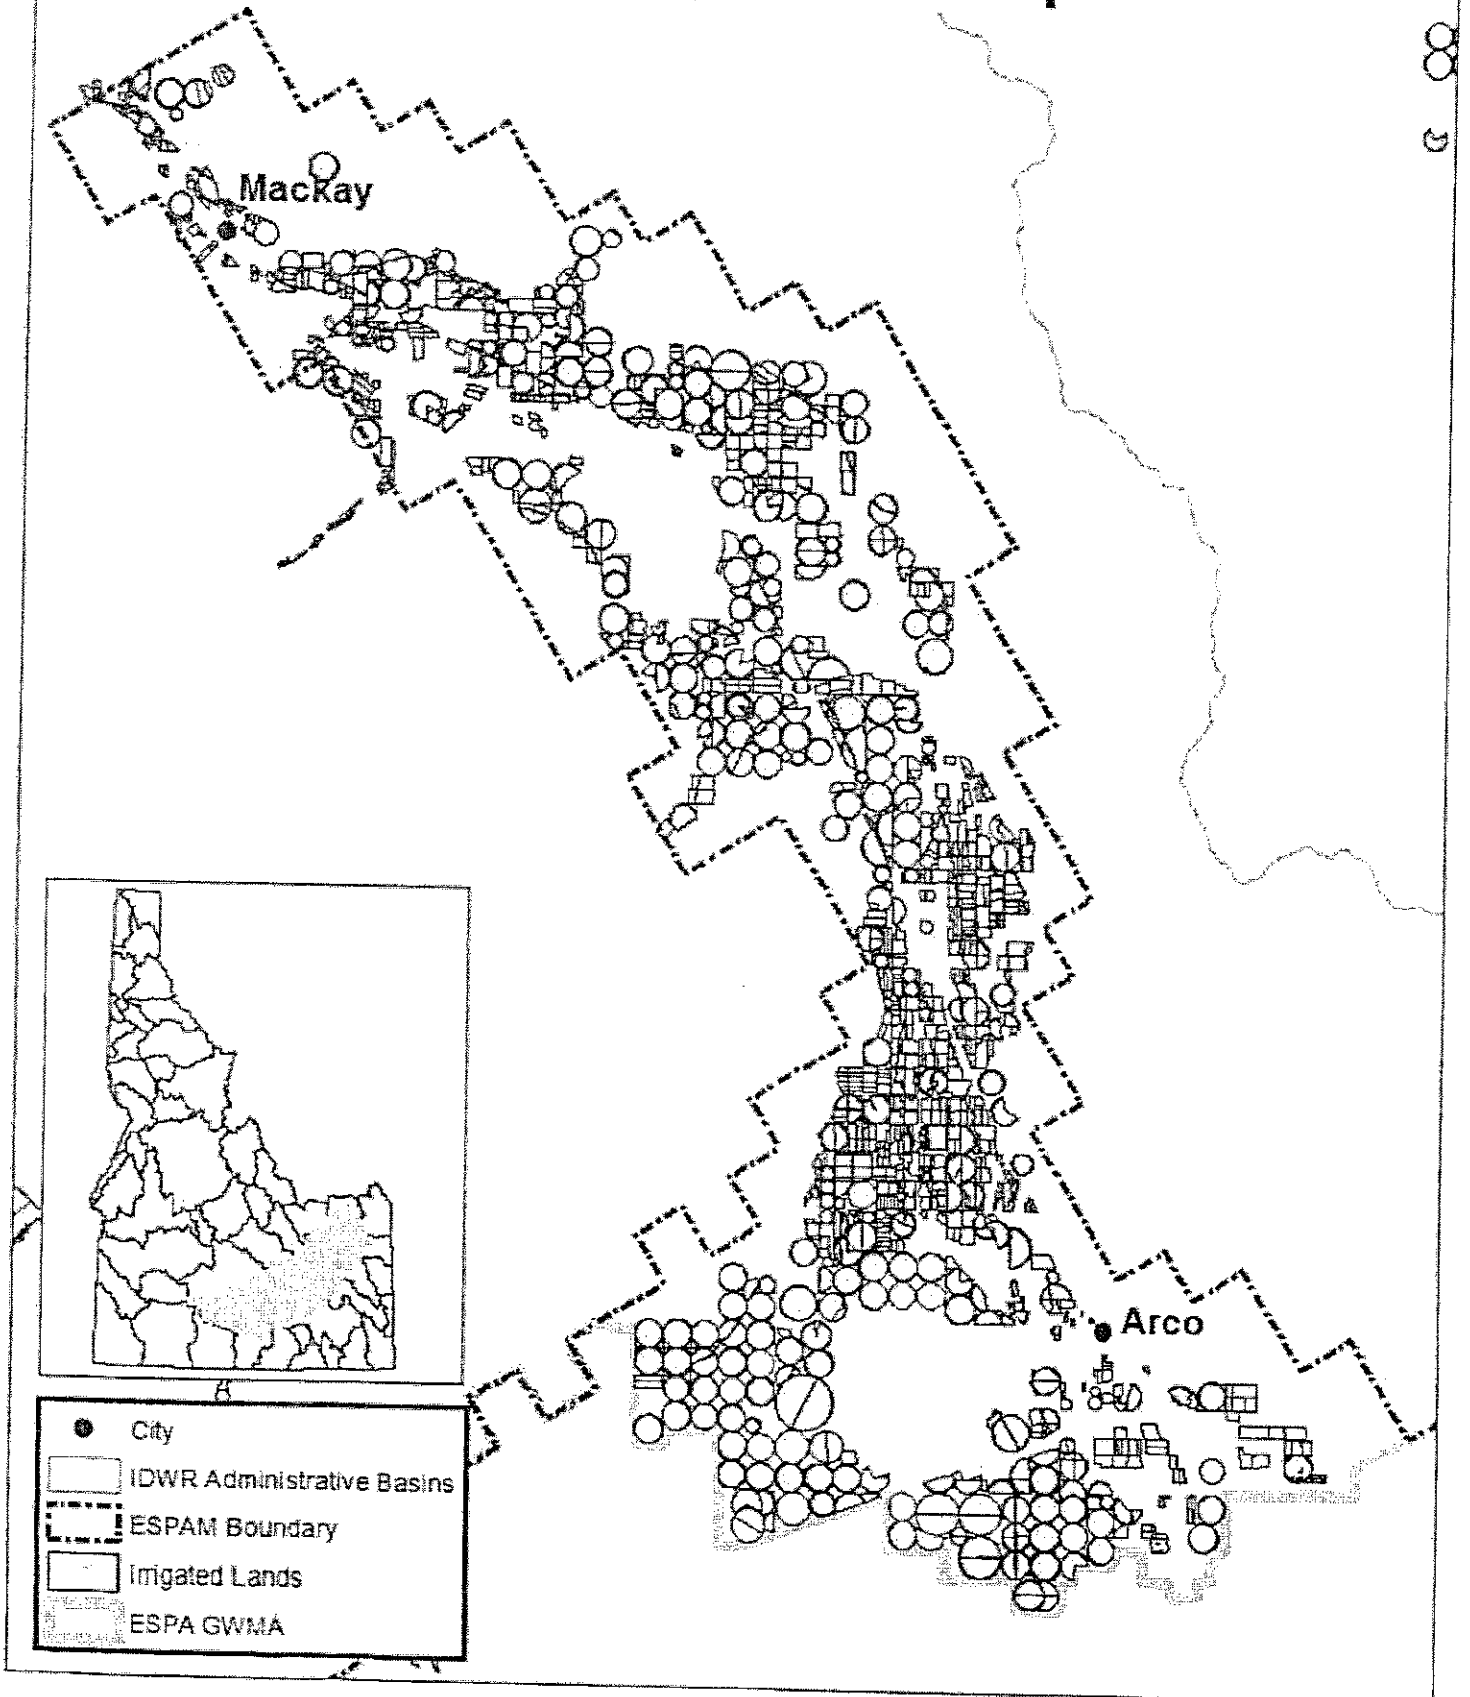 Mackay
Arco
City
IDWR Administrative Basins
ESPAM Boundary
Irrigated Lands
ESPA GWMA